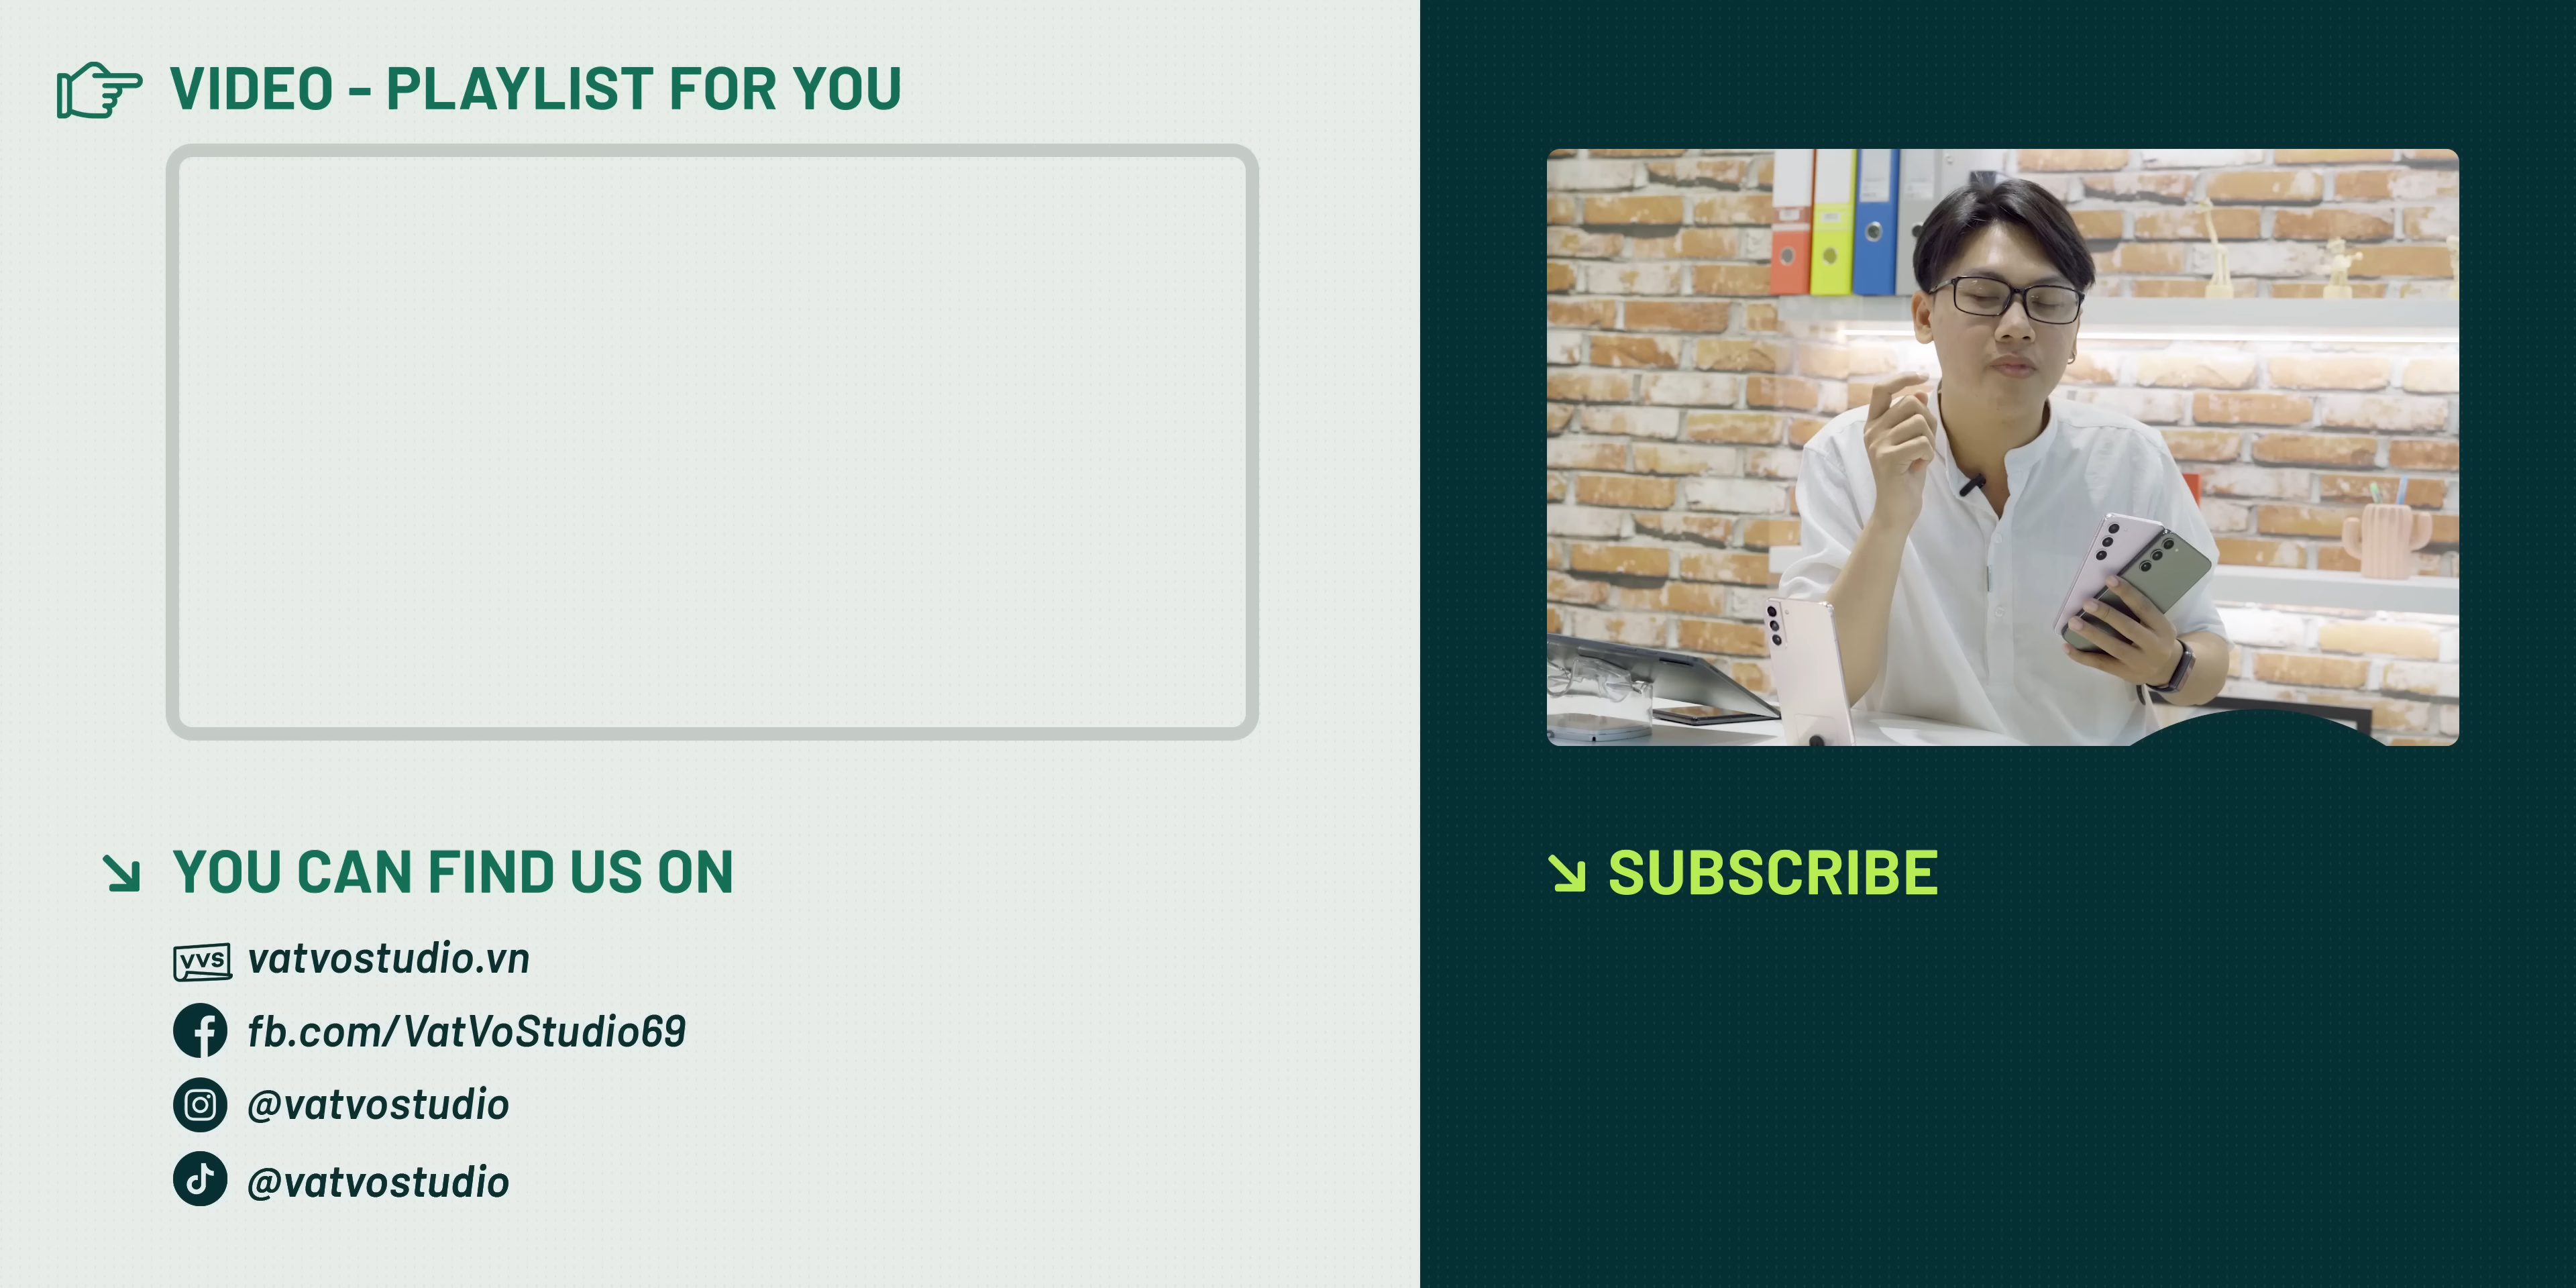 VIDEO - PLAYLIST FOR YOU
YOU CAN FIND US ON
VVS vatvostudio.vn
fb.com/VatVoStudio69
@vatvostudio
@vatvostudio
SUBSCRIBE